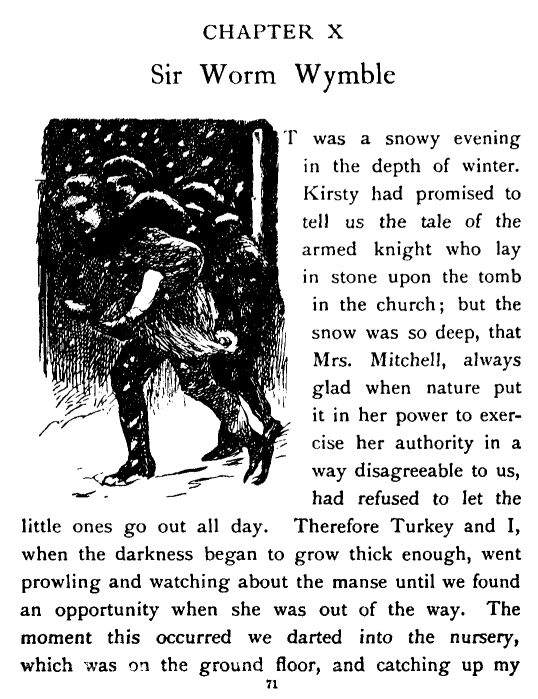 CHAPTER X
Sir Worm Wymble
T was a snowy evening
in the depth of winter.
Kirsty had promised to
tell us the tale of the
armed knight who lay
in stone upon the tomb
in the church; but the
snow was so deep, that
Mrs. Mitchell, always
glad when nature put
it in her power to exer-
cise her authority in a
way disagreeable to us,
had refused to let the
little ones go out all day. Therefore Turkey and I,
when the darkness began to grow thick enough, went
prowling and watching about the manse until we found
an opportunity when she was out of the way. The
moment this occurred we darted into the nursery,
which was on the ground floor, and catching up my
71